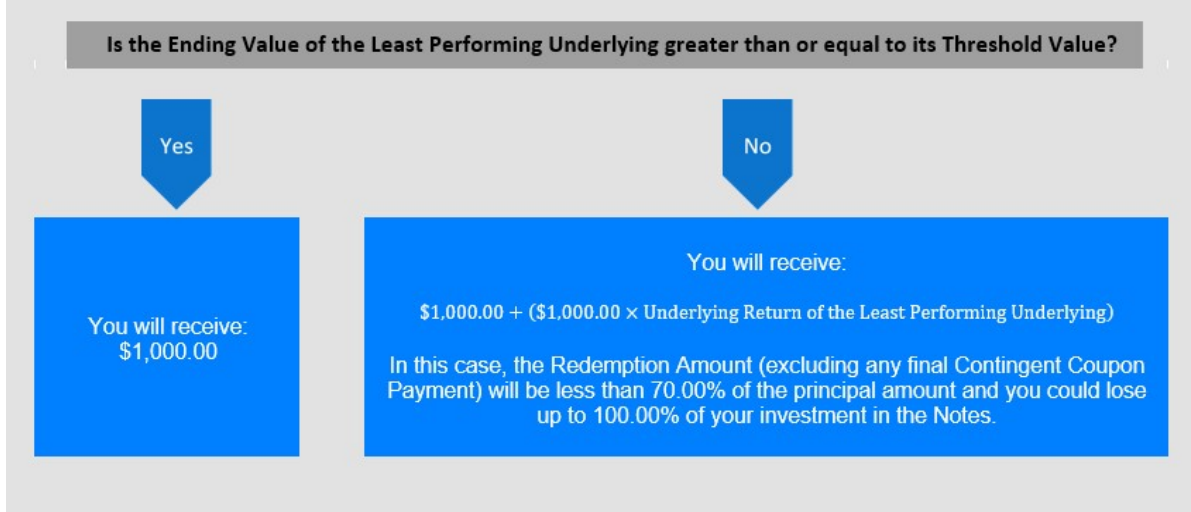 Is the Ending Value of the Least Performing Underlying greater than or equal to its Threshold Value?
Yes
No
You will receive:
$1,000.00
You will receive:
$1,000.00 + ($1,000.00 × Underlying Return of the Least Performing Underlying)
In this case, the Redemption Amount (excluding any final Contingent Coupon
Payment) will be less than 70.00% of the principal amount and you could lose
up to 100.00% of your investment in the Notes.